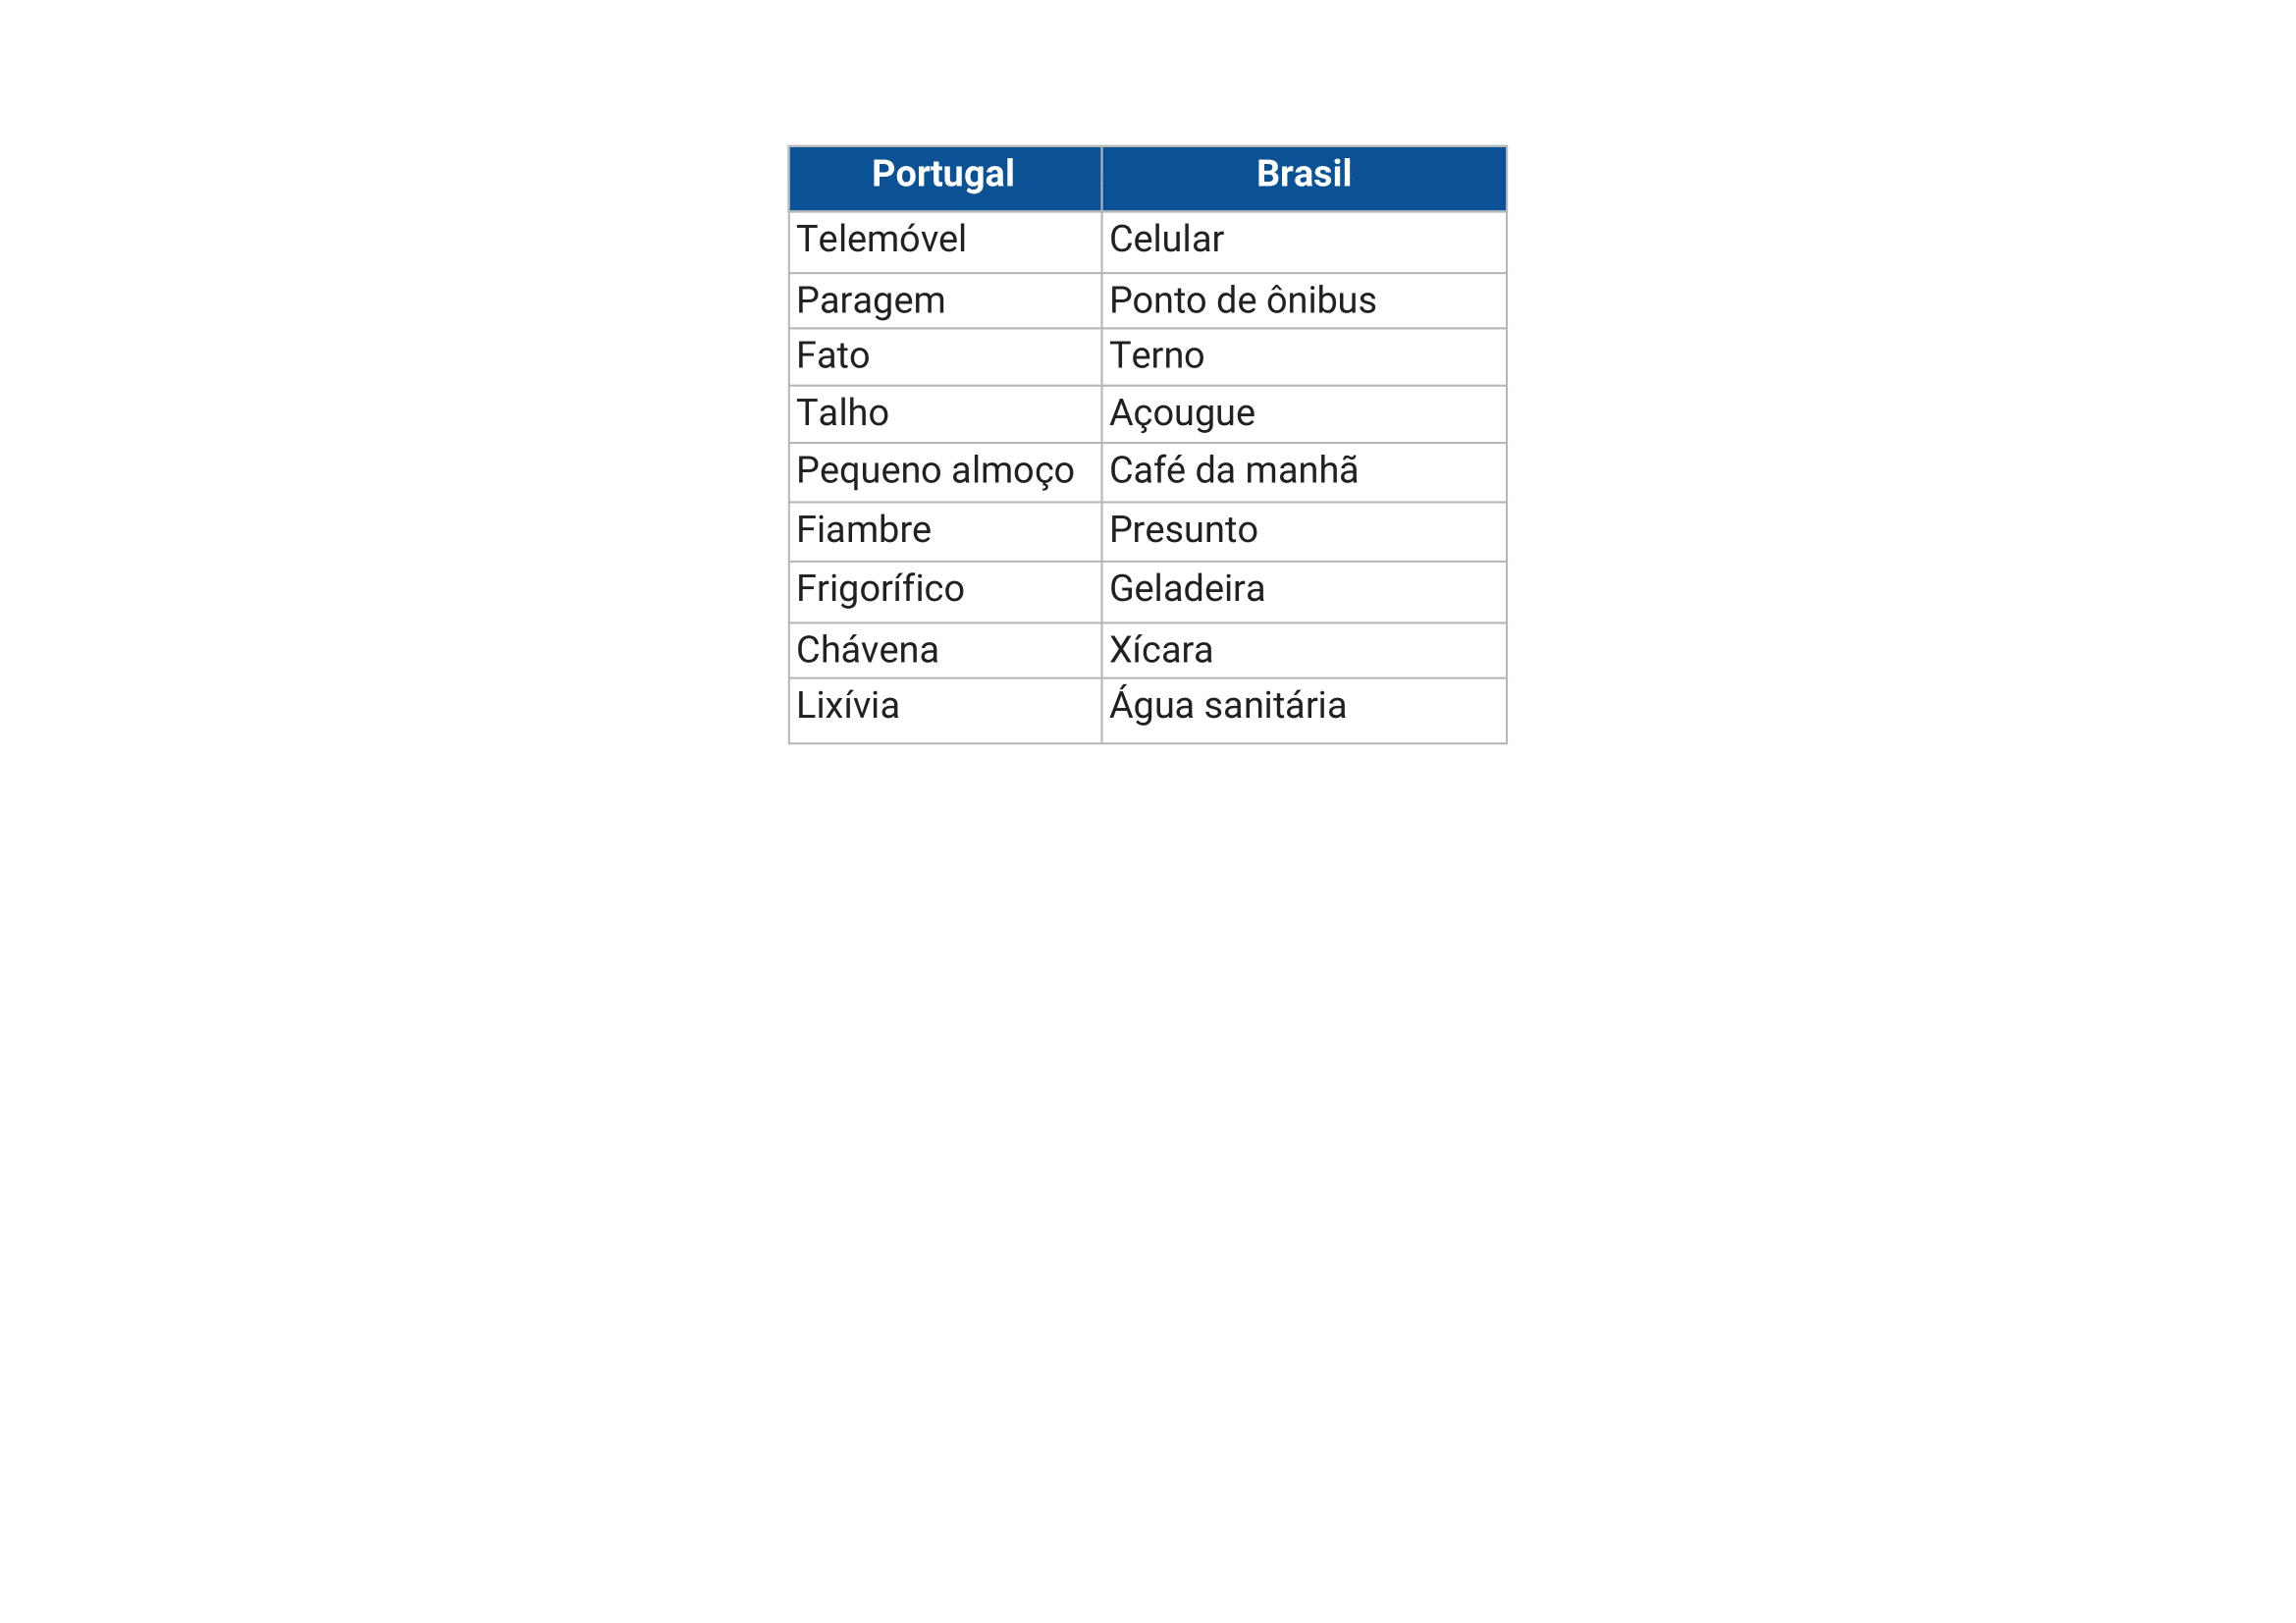 Portugal Brasil
Telemóvel Celular
Paragem Ponto de ônibus
Fato Terno
Talho Açougue
Pequeno almoço Café da manhã
Fiambre Presunto
Frigorífico Geladeira
Chávena Xícara
Lixívia Água sanitária